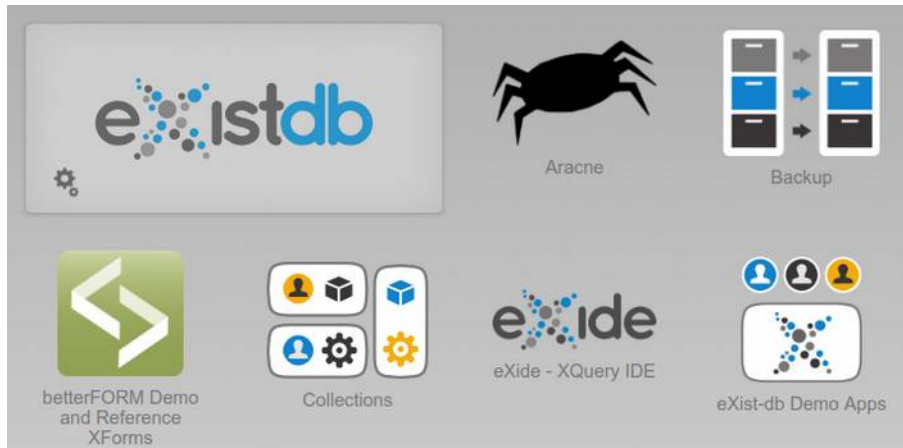 eXistdb
Aracne
Backup
betterFORM Demo
and Reference
XForms
Collections
eXide
eXide - XQuery IDE
eXist-db Demo Apps